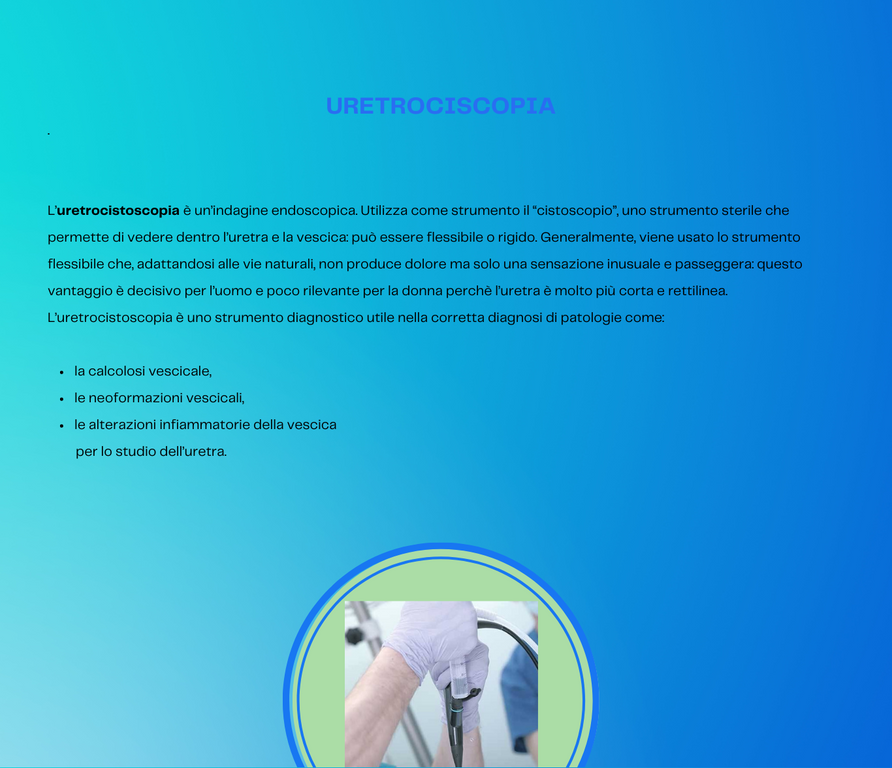 URETROCISCOPIA
.
L'uretrocistoscopia è un'indagine endoscopica. Utilizza come strumento il “cistoscopio”, uno strumento sterile che
permette di vedere dentro l'uretra e la vescica: può essere flessibile o rigido. Generalmente, viene usato lo strumento
flessibile che, adattandosi alle vie naturali, non produce dolore ma solo una sensazione inusuale e passeggera: questo
vantaggio è decisivo per l'uomo e poco rilevante per la donna perchè l'uretra è molto più corta e rettilinea.
L'uretrocistoscopia è uno strumento diagnostico utile nella corretta diagnosi di patologie come:
• la calcolosi vescicale,
• le neoformazioni vescicali,
• le alterazioni infiammatorie della vescica
per lo studio dell'uretra.